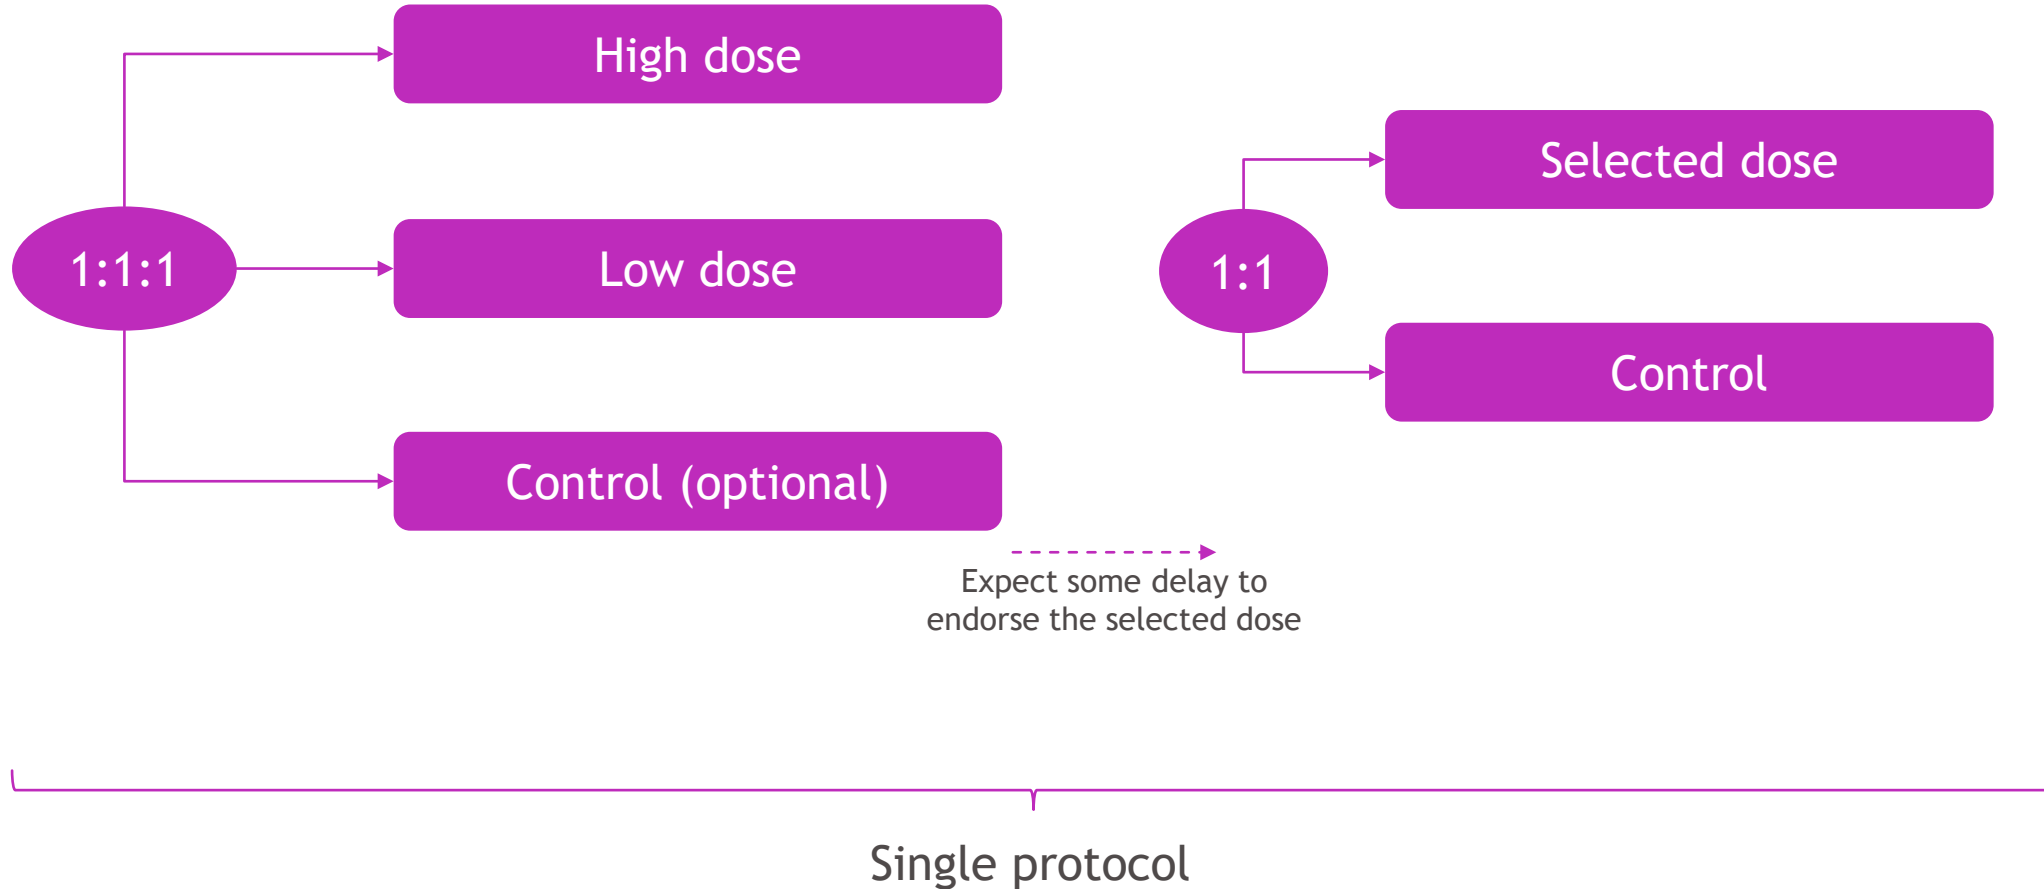 High dose
1:1:1
Low dose
Control (optional)
Expect some delay to
endorse the selected dose
1:1
Selected dose
Control
Single protocol